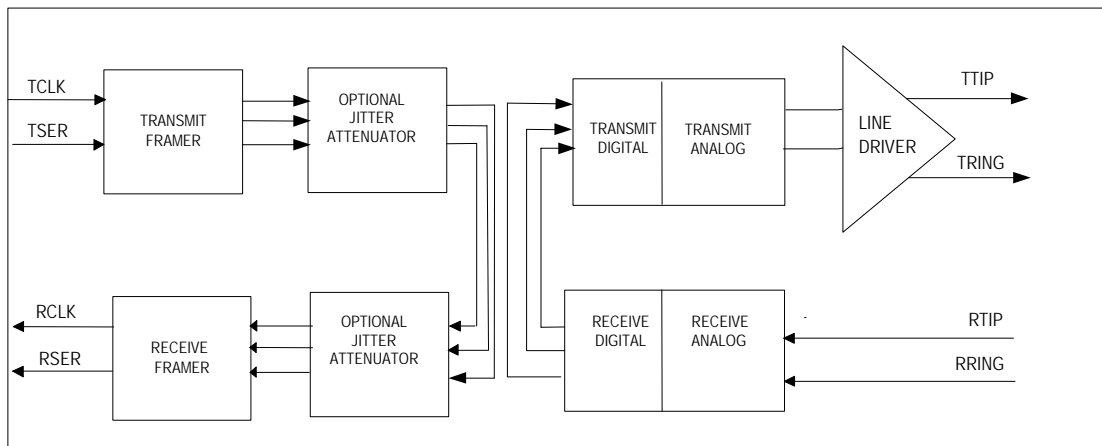 TCLK
TSER
TRANSMIT
FRAMER
OPTIONAL
JITTER
ATTENUATOR
TRANSMIT
DIGITAL
TRANSMIT
ANALOG
LINE
DRIVER
TTIP
TRING
RCLK
RSER
RECEIVE
FRAMER
OPTIONAL
JITTER
ATTENUATOR
RECEIVE
DIGITAL
RECEIVE
ANALOG
RTIP
RRING